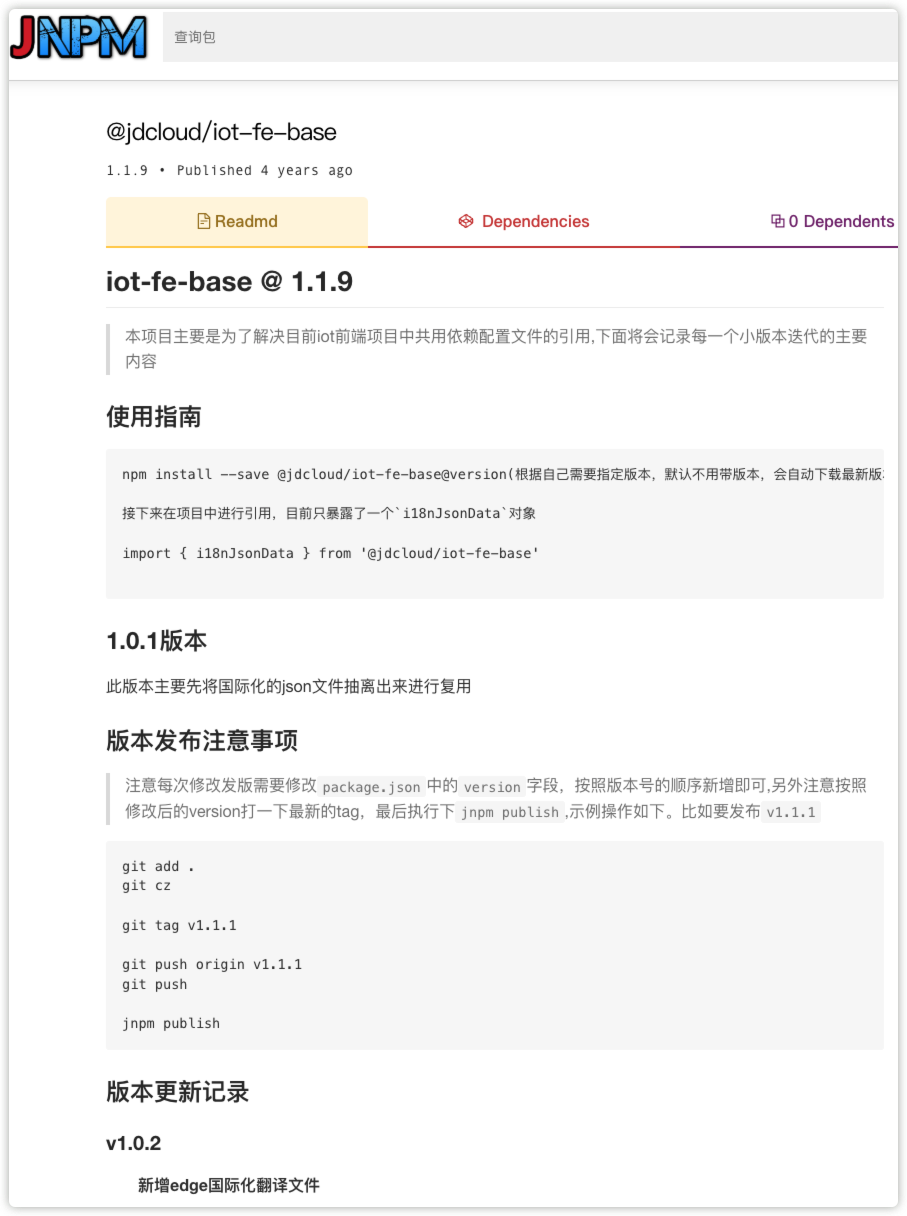 JNPM
查询包
@jdcloud/iot-fe-base
1.1.9 • Published 4 years ago
Readmd
Dependencies
0 Dependents
iot-fe-base @ 1.1.9
本项目主要是为了解决目前iot前端项目中共用依赖配置文件的引用,下面将会记录每一个小版本迭代的主要
内容
使用指南
npm install --save @jdcloud/iot-fe-base@version(根据自己需要指定版本，默认不用带版本，会自动下载最新版
接下来在项目中进行引用，目前只暴露了一个`i18nJsonData`对象
import { i18nJsonData } from '@jdcloud/iot-fe-base'
1.0.1版本
此版本主要先将国际化的json文件抽离出来进行复用
版本发布注意事项
注意每次修改发版需要修改 package.json 中的 version 字段，按照版本号的顺序新增即可,另外注意按照
修改后的version打一下最新的tag，最后执行下 jnpm publish ,示例操作如下。比如要发布 v1.1.1
git add .
git cz
git tag v1.1.1
git push origin v1.1.1
git push
jnpm publish
版本更新记录
v1.0.2
新增edge国际化翻译文件